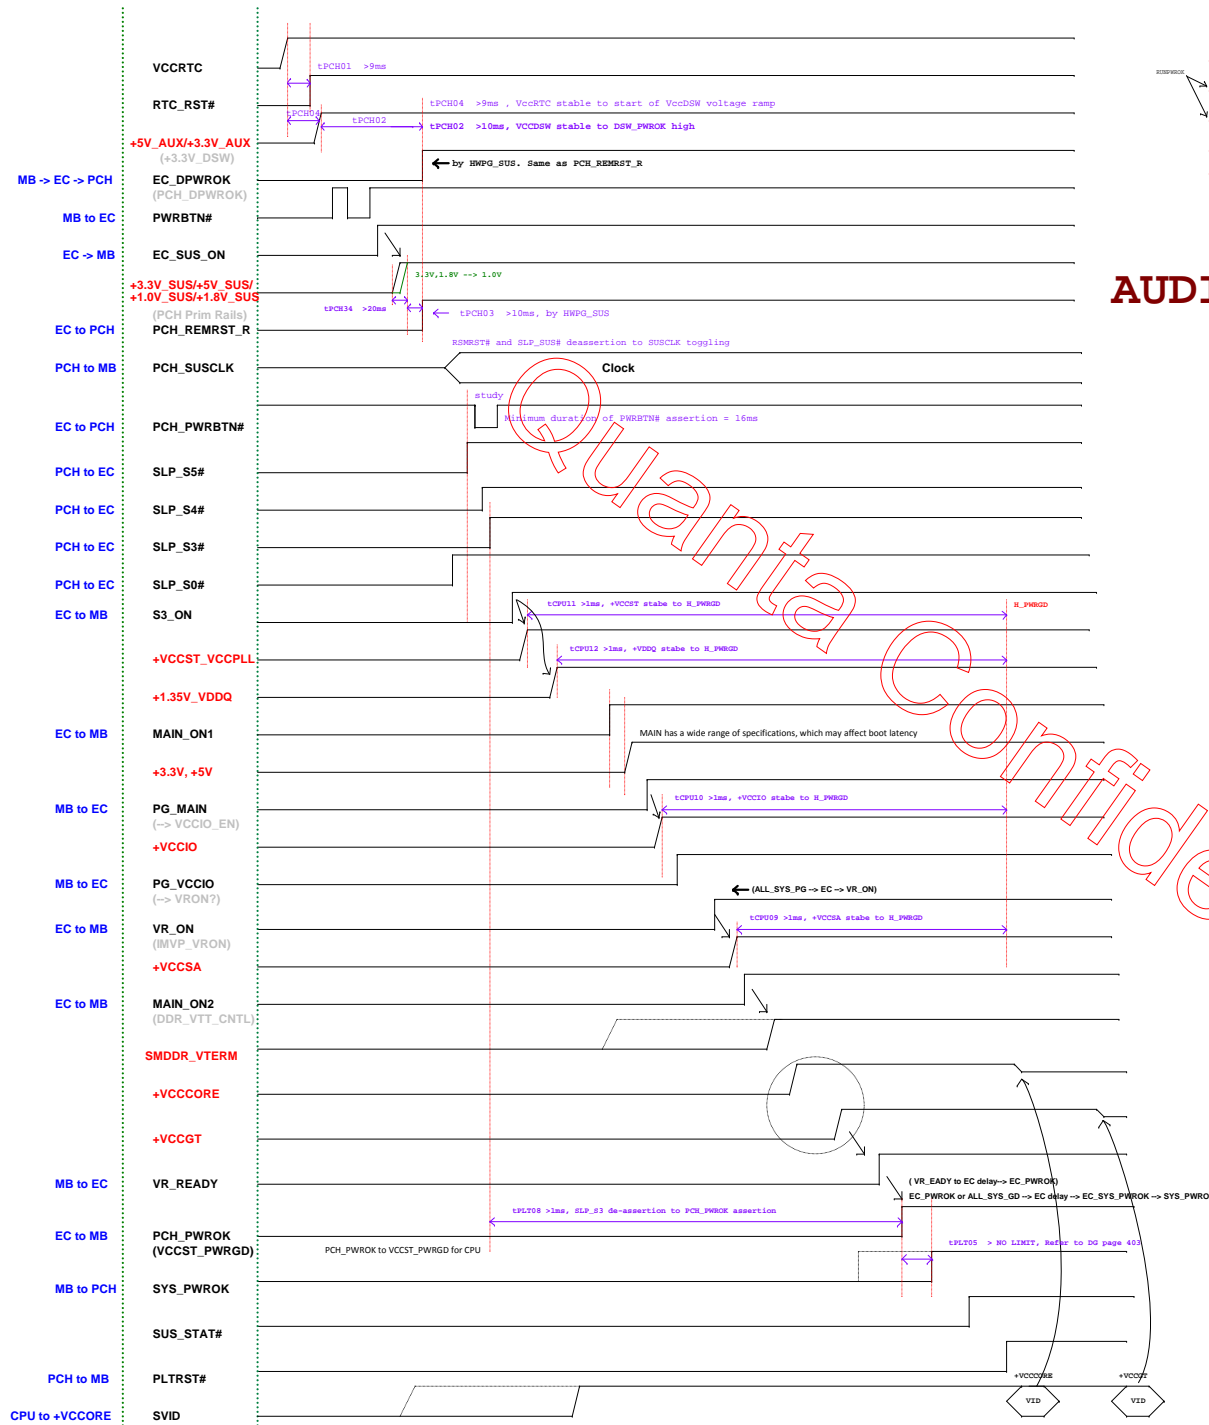 VCCRTC
tPCH01 >9ms
RUNPWROK
RTC_RST#
tPCH04
tPCH02
tPCH04 >9ms , VccRTC stable to start of VccDSW voltage ramp
tPCH02 >10ms, VCCDSW stable to DSW_PWROK high
+5V_AUX/+3.3V_AUX
(+3.3V_DSW)
by HWPG_SUS. Same as PCH_REMRST_R
MB -> EC -> PCH
EC_DPWROK
(PCH_DPWROK)
MB to EC
PWRBTN#
EC -> MB
EC_SUS_ON
3.3V,1.8V --> 1.0V
+3.3V_SUS/+5V_SUS/
+1.0V_SUS/+1.8V_SUS
(PCH Prim Rails)
AUDI
tPCH34 >20ms
tPCH03 >10ms, by HWPG_SUS
EC to PCH
PCH_REMRST_R
RSMRST# and SLP_SUS# deassertion to SUSCLK toggling
PCH to MB
PCH_SUSCLK
Clock
study
Minimum duration of PWRBTN# assertion = 16ms
EC to PCH
PCH_PWRBTN#
PCH to EC
SLP_S5#
PCH to EC
SLP_S4#
PCH to EC
SLP_S3#
PCH to EC
SLP_S0#
Quanta Confide
tCPU11 >1ms, +VCCST stabe to H_PWRGD
H_PWRGD
EC to MB
S3_ON
tCPU12 >1ms, +VDDQ stabe to H_PWRGD
+VCCST_VCCPLL
+1.35V_VDDQ
EC to MB
MAIN_ON1
MAIN has a wide range of specifications, which may affect boot latency
+3.3V, +5V
tCPU10 >1ms, +VCCIO stabe to H_PWRGD
MB to EC
PG_MAIN
(--> VCCIO_EN)
+VCCIO
MB to EC
PG_VCCIO
(--> VRON?)
(ALL_SYS_PG --> EC --> VR_ON)
tCPU09 >1ms, +VCCSA stabe to H_PWRGD
EC to MB
VR_ON
(IMVP_VRON)
+VCCSA
EC to MB
MAIN_ON2
(DDR_VTT_CNTL)
SMDDR_VTERM
+VCCCORE
+VCCGT
MB to EC
VR_READY
( VR_EADY to EC delay--> EC_PWROK)
EC_PWROK or ALL_SYS_GD --> EC delay --> EC_SYS_PWROK --> SYS_PWRO
tPLT08 >1ms, SLP_S3 de-assertion to PCH_PWROK assertion
EC to MB
PCH_PWROK
(VCCST_PWRGD)
PCH_PWROK to VCCST_PWRGD for CPU
tPLT05 > NO LIMIT, Refer to DG page 403
MB to PCH
SYS_PWROK
SUS_STAT#
PCH to MB
PLTRST#
+VCCCORE
+VCCGT
VID
VID
CPU to +VCCORE
SVID